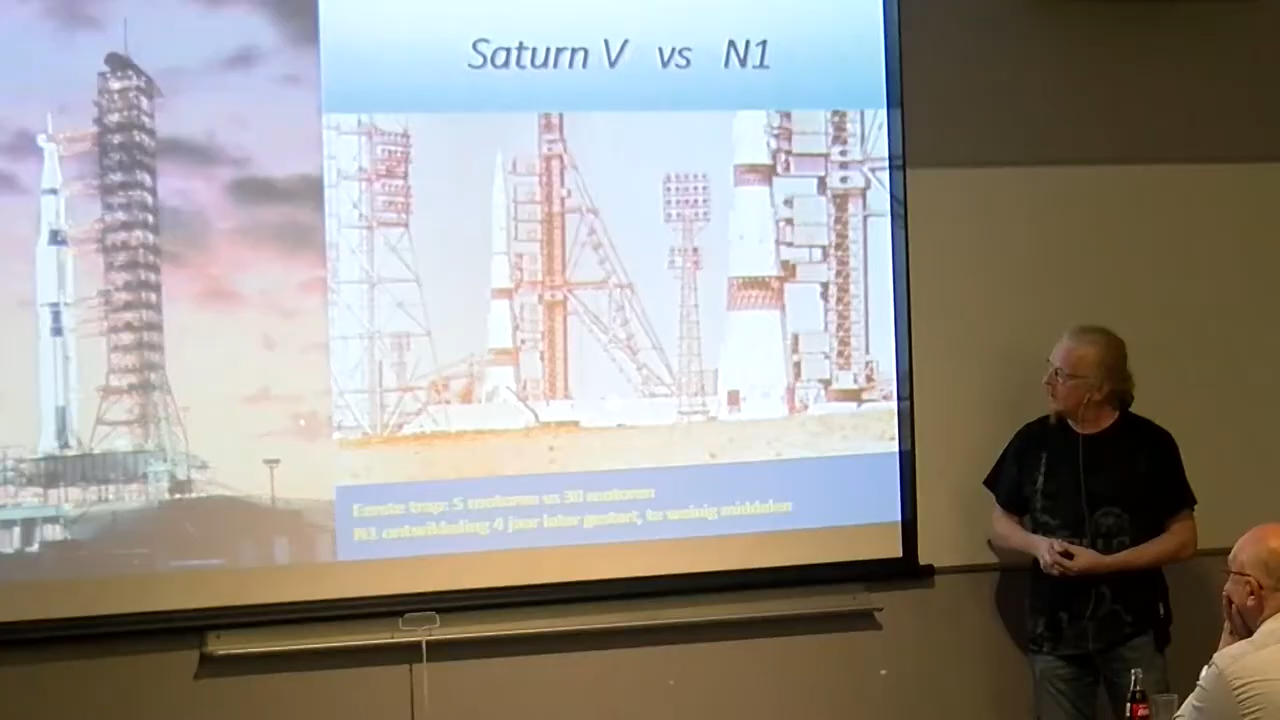 Saturn V vs N1
Eerste trap: 5 motoren vs 30 motoren
N1 ontwikkeling 4 jaar later gestart, te weinig middelen